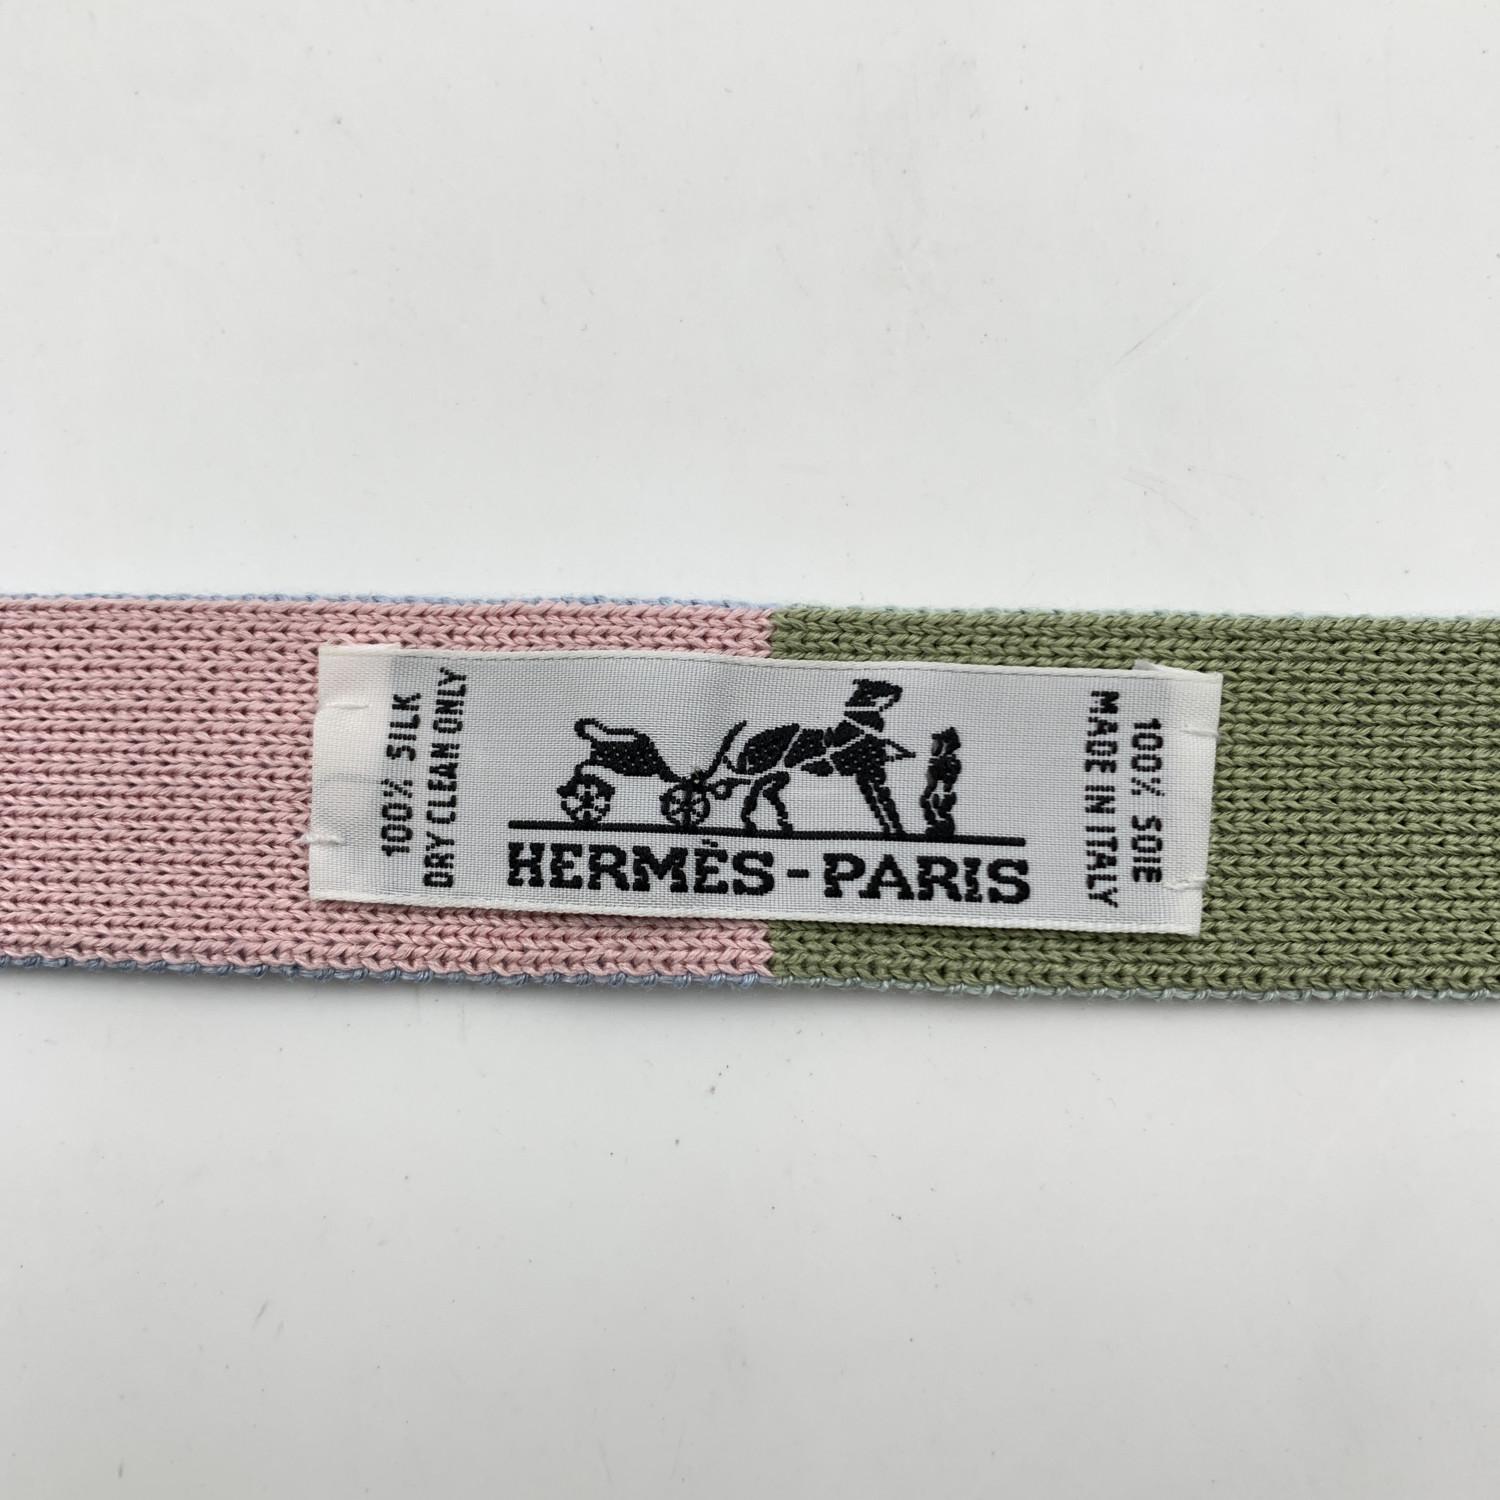 100% SILK
DRY CLEAN ONLY
HERMÈS-PARIS
100% SOIE
MADE IN ITALY